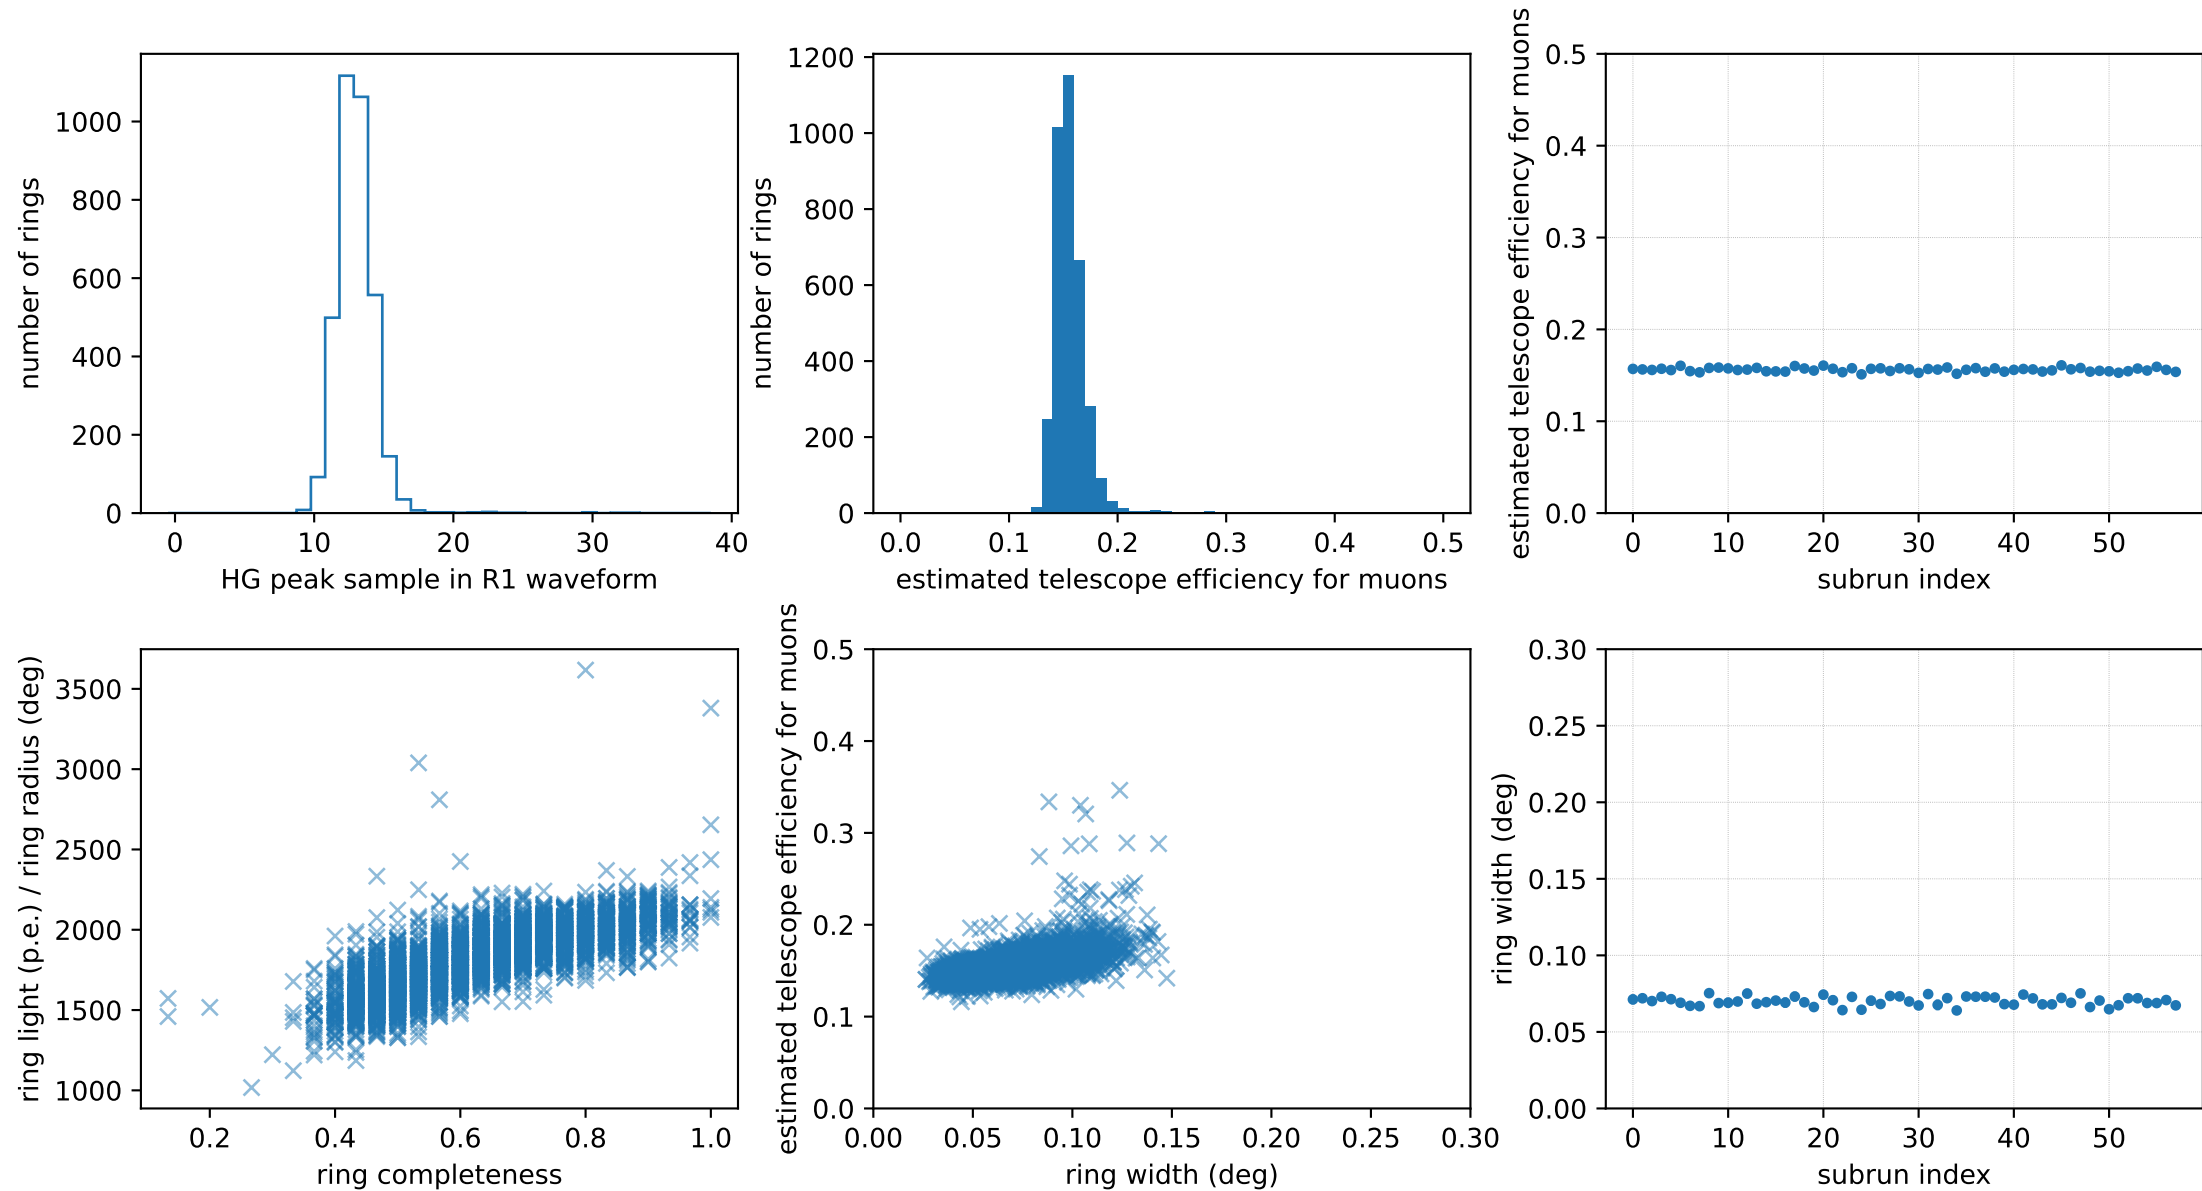 number of rings
1000
800
600
400
200
0
0 10 20 30 40
HG peak sample in R1 waveform
number of rings
1200
1000
800
600
400
200
0
0.0 0.1 0.2 0.3 0.4 0.5
estimated telescope efficiency for muons
estimated telescope efficiency for muons
0.5
0.4
0.3
0.2
0.1
0.0
0 10 20 30 40 50
subrun index
ring light (p.e.) / ring radius (deg)
3500
3000
2500
2000
1500
1000
0.2 0.4 0.6 0.8 1.0
ring completeness
estimated telescope efficiency for muons
0.5
0.4
0.3
0.2
0.1
0.0
0.00 0.05 0.10 0.15 0.20 0.25 0.30
ring width (deg)
ring width (deg)
0.30
0.25
0.20
0.15
0.10
0.05
0.00
0 10 20 30 40 50
subrun index